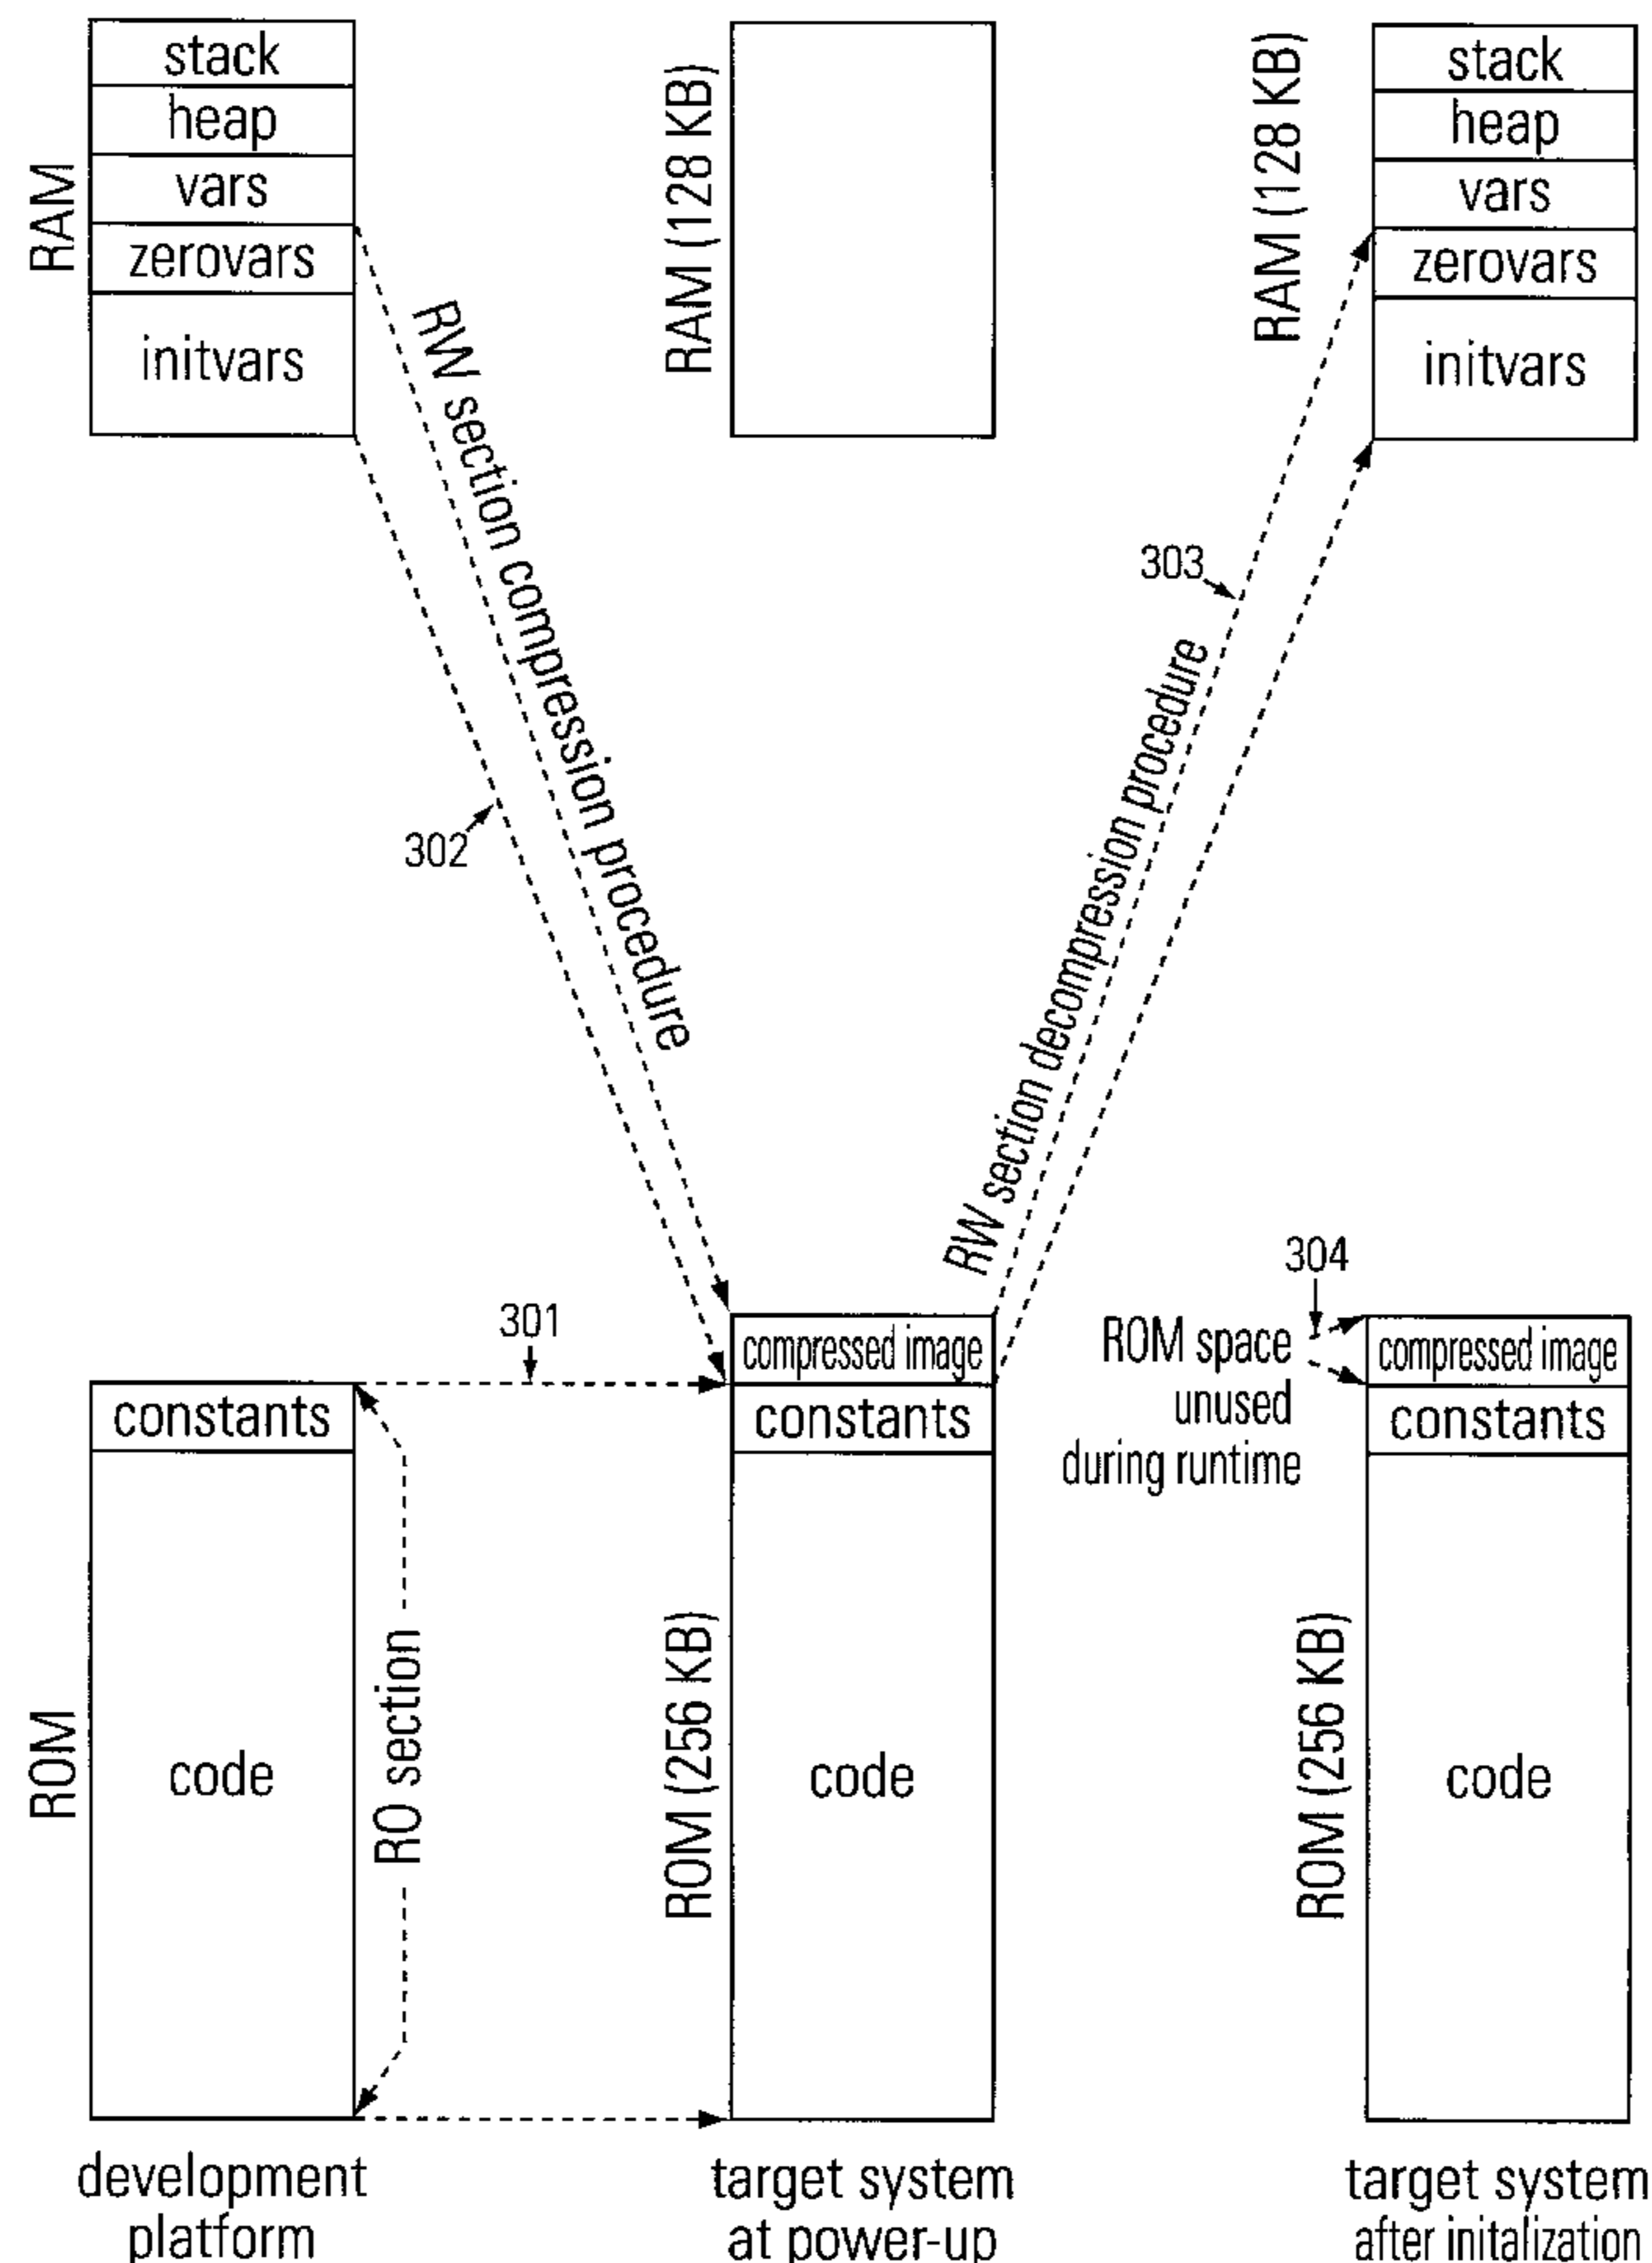 RAM
stack
heap
vars
zerovars
initvars
RW section compression procedure
302
RAM (128 KB)
RAM (128 KB)
stack
heap
vars
zerovars
initvars
303
RW section decompression procedure
301
ROM
constants
code
RO section
ROM (256 KB)
compressed image
constants
code
304
ROM space
unused
during runtime
ROM (256 KB)
compressed image
constants
code
development
platform
target system
at power-up
target system
after initalization